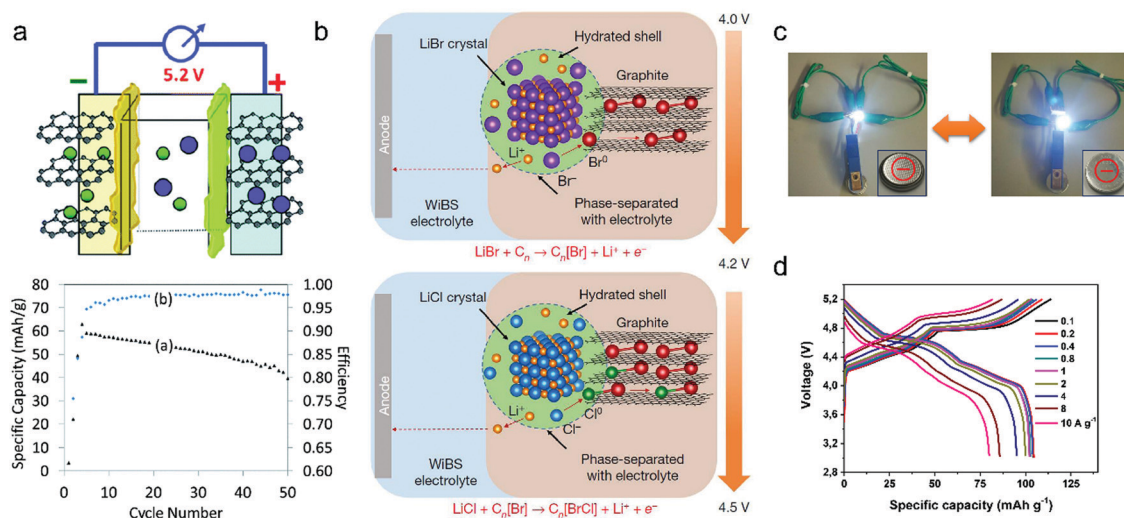 a
5.2 V
−
+
80
70
60
50
40
30
20
10
0
Specific Capacity (mAh/g)
(b)
(a)
1.00
0.95
0.90
0.85
0.80
0.75
0.70
0.65
0.60
Efficiency
0
10
20
30
40
50
Cycle Number
b
4.0 V
LiBr crystal
Hydrated shell
Graphite
Anode
Li⁺
Br⁰
Br⁻
WiBS
electrolyte
Phase-separated
with electrolyte
LiBr + Cₙ → Cₙ[Br] + Li⁺ + e⁻
4.2 V
LiCl crystal
Hydrated shell
Graphite
Anode
Li⁺
Cl⁰
Cl⁻
WiBS
electrolyte
Phase-separated
with electrolyte
LiCl + Cₙ[Br] → Cₙ[BrCl] + Li⁺ + e⁻
4.5 V
c
d
5,2
4,8
4,4
4,0
3,6
3,2
2,8
Voltage (V)
0.1
0.2
0.4
0.8
1
2
4
8
10 A g⁻¹
0
25
50
75
100
125
Specific capacity (mAh g⁻¹)